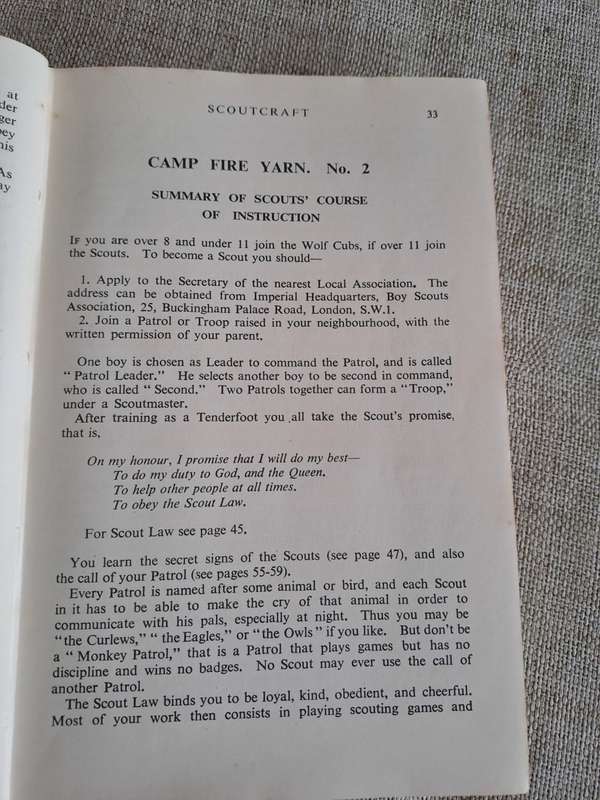 at
der
ger
bey
his
As
ay
SCOUTCRAFT 33
CAMP FIRE YARN. No. 2
SUMMARY OF SCOUTS' COURSE
OF INSTRUCTION
IF you are over 8 and under 11 join the Wolf Cubs, if over 11 join
the Scouts. To become a Scout you should—
1. Apply to the Secretary of the nearest Local Association. The
address can be obtained from Imperial Headquarters, Boy Scouts
Association, 25, Buckingham Palace Road, London, S.W.1.
2. Join a Patrol or Troop raised in your neighbourhood, with the
written permission of your parent.
One boy is chosen as Leader to command the Patrol, and is called
" Patrol Leader." He selects another boy to be second in command,
who is called " Second." Two Patrols together can form a "Troop,"
under a Scoutmaster.
After training as a Tenderfoot you all take the Scout's promise,
that is,
On my honour, I promise that I will do my best—
To do my duty to God, and the Queen.
To help other people at all times.
To obey the Scout Law.
For Scout Law see page 45.
You learn the secret signs of the Scouts (see page 47), and also
the call of your Patrol (see pages 55-59).
Every Patrol is named after some animal or bird, and each Scout
in it has to be able to make the cry of that animal in order to
communicate with his pals, especially at night. Thus you may be
"the Curlews," " the Eagles," or "the Owls" if you like. But don't be
a " Monkey Patrol," that is a Patrol that plays games but has no
discipline and wins no badges. No Scout may ever use the call of
another Patrol.
The Scout Law binds you to be loyal, kind, obedient, and cheerful.
Most of your work then consists in playing scouting games and